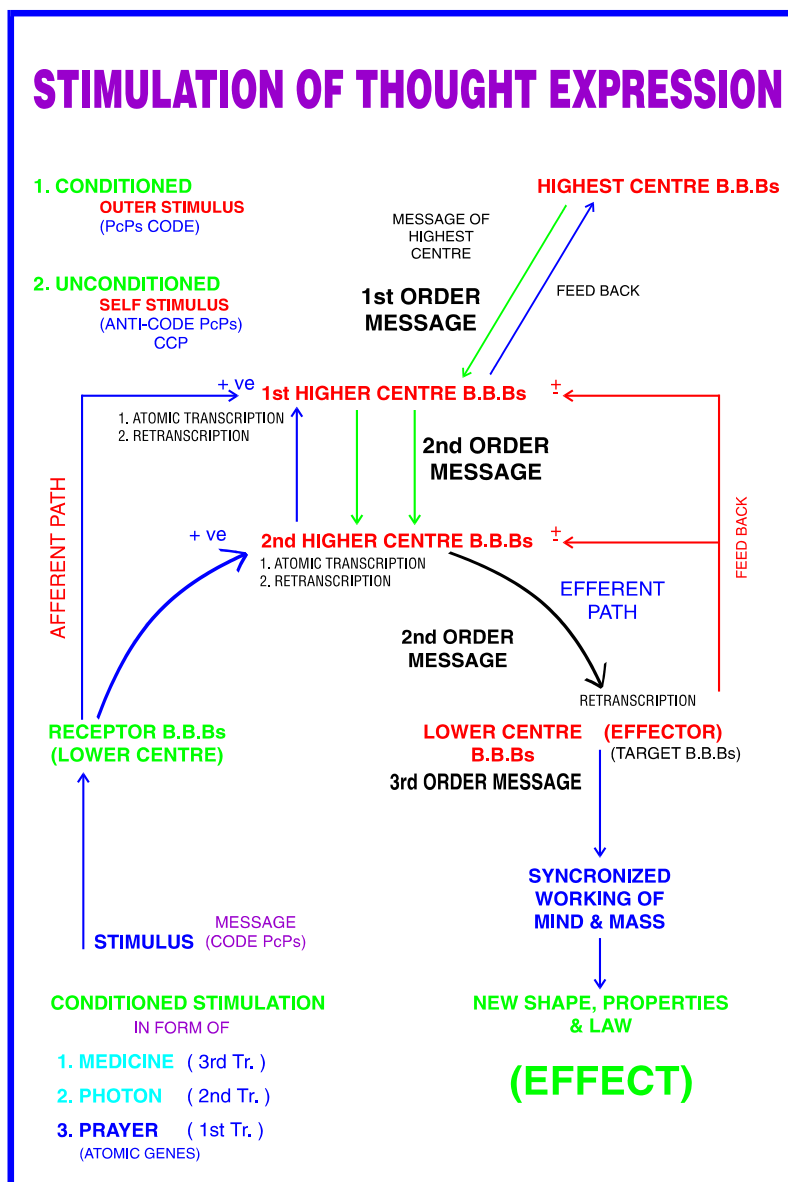 STIMULATION OF THOUGHT EXPRESSION
1. CONDITIONED
OUTER STIMULUS
(PcPs CODE)
2. UNCONDITIONED
SELF STIMULUS
(ANTI-CODE PcPs)
CCP
HIGHEST CENTRE B.B.Bs
MESSAGE OF
HIGHEST
CENTRE
1st ORDER
MESSAGE
FEED BACK
+ ve
1st HIGHER CENTRE B.B.Bs
±
1. ATOMIC TRANSCRIPTION
2. RETRANSCRIPTION
2nd ORDER
MESSAGE
AFFERENT PATH
+ ve
2nd HIGHER CENTRE B.B.Bs
±
1. ATOMIC TRANSCRIPTION
2. RETRANSCRIPTION
FEED BACK
EFFERENT
PATH
2nd ORDER
MESSAGE
RETRANSCRIPTION
RECEPTOR B.B.Bs
(LOWER CENTRE)
LOWER CENTRE (EFFECTOR)
B.B.Bs (TARGET B.B.Bs)
3rd ORDER MESSAGE
STIMULUS
MESSAGE
(CODE PcPs)
SYNCRONIZED
WORKING OF
MIND & MASS
CONDITIONED STIMULATION
IN FORM OF
1. MEDICINE ( 3rd Tr. )
2. PHOTON ( 2nd Tr. )
3. PRAYER ( 1st Tr. )
(ATOMIC GENES)
NEW SHAPE, PROPERTIES
& LAW
(EFFECT)